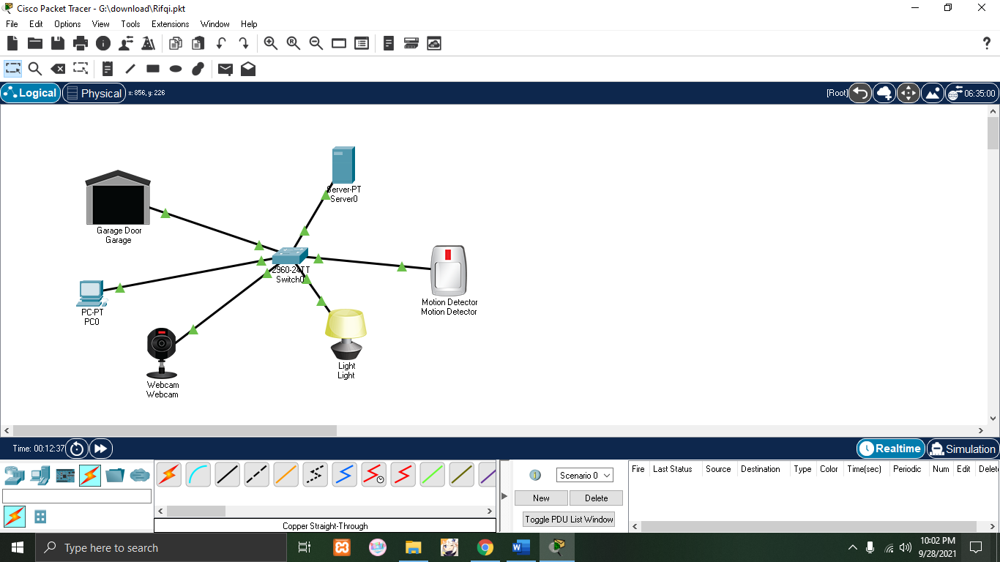 Cisco Packet Tracer - G:\download\Rifqi.pkt
File Edit Options View Tools Extensions Window Help
Logical Physical x: 856, y: 226 [Root] 06:35:00
Server-PT
Server0
Garage Door
Garage
2960-24TT
Switch0
Motion Detector
Motion Detector
PC-PT
PC0
Light
Light
Webcam
Webcam
Time: 00:12:37 Realtime Simulation
Scenario 0
Fire Last Status Source Destination Type Color Time(sec) Periodic Num Edit Delet
New Delete
Toggle PDU List Window
Copper Straight-Through
Type here to search
10:02 PM
9/28/2021